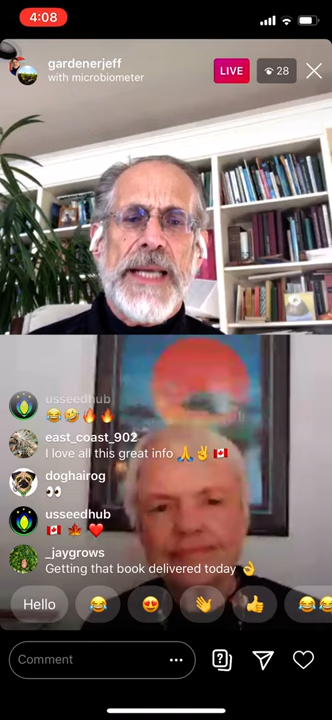 4:08
gardenerjeff
with microbiometer
LIVE
28
usseedhub
😂🤣🔥🔥
east_coast_902
I love all this great info 🙏✌️🇨🇦
doghairog
👀
usseedhub
🇨🇦 🍁 ❤️
_jaygrows
Getting that book delivered today 👌
Hello 😂 😍 👋 👍 😂😂
Comment